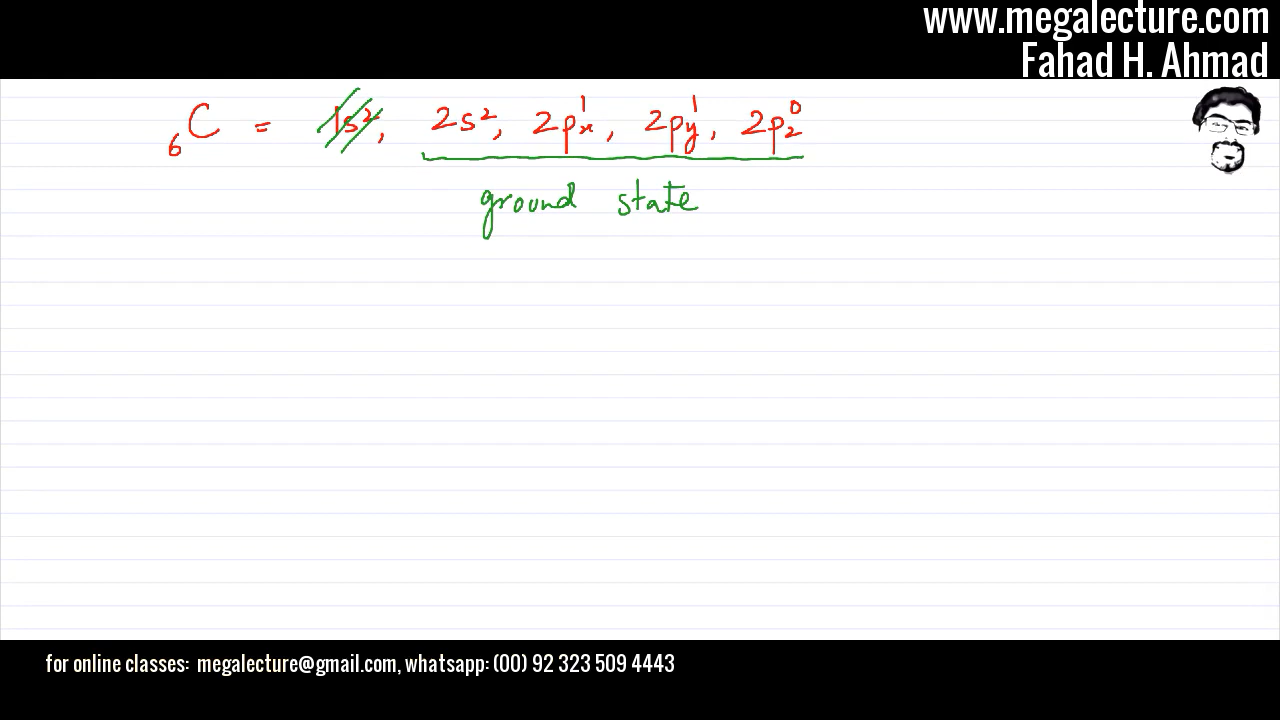 www.megalecture.com
Fahad H. Ahmad
₆C = 1s², 2s², 2pₓ¹, 2py¹, 2pz⁰
ground state
for online classes: megalecture@gmail.com, whatsapp: (00) 92 323 509 4443